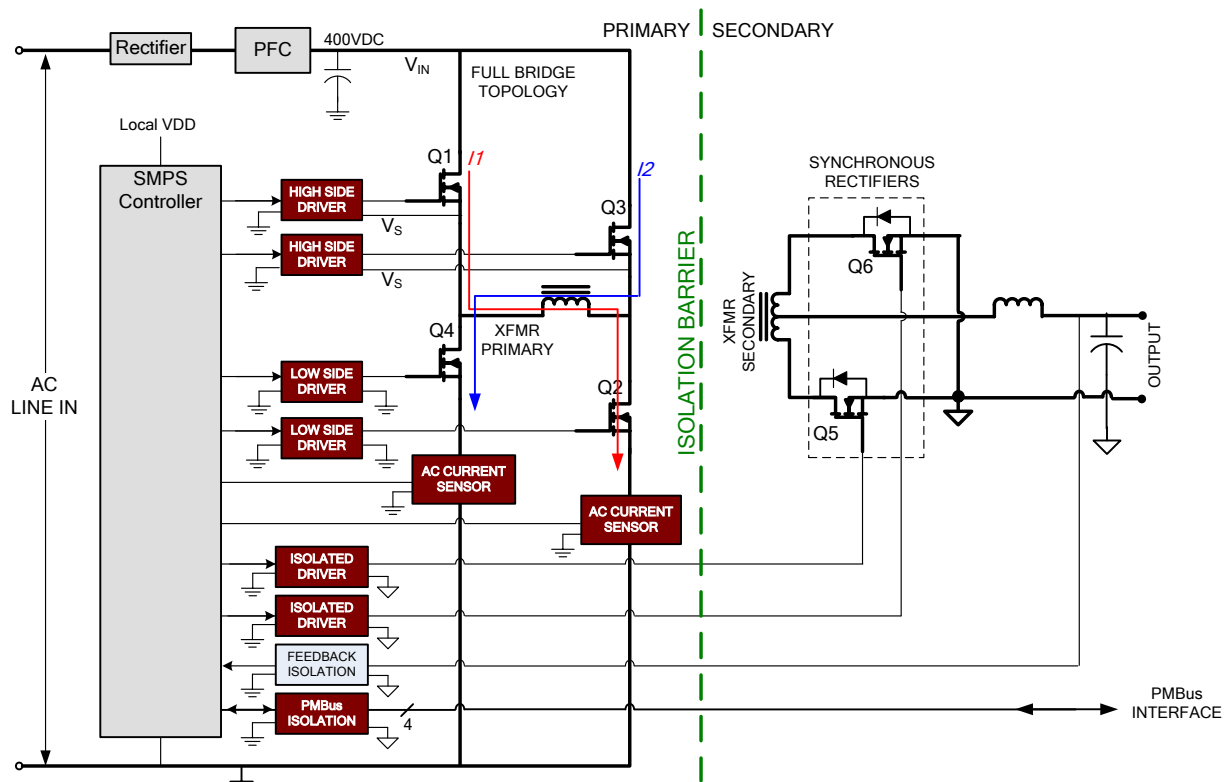 PRIMARY
SECONDARY
Rectifier
PFC
400VDC
VIN
FULL BRIDGE
TOPOLOGY
Local VDD
SMPS
Controller
Q1
I1
I2
SYNCHRONOUS
RECTIFIERS
HIGH SIDE
DRIVER
VS
Q3
HIGH SIDE
DRIVER
VS
Q6
ISOLATION BARRIER
XFMR
SECONDARY
Q4
XFMR
PRIMARY
LOW SIDE
DRIVER
Q2
Q5
OUTPUT
AC
LINE IN
LOW SIDE
DRIVER
AC CURRENT
SENSOR
AC CURRENT
SENSOR
ISOLATED
DRIVER
ISOLATED
DRIVER
FEEDBACK
ISOLATION
PMBus
ISOLATION
4
PMBus
INTERFACE